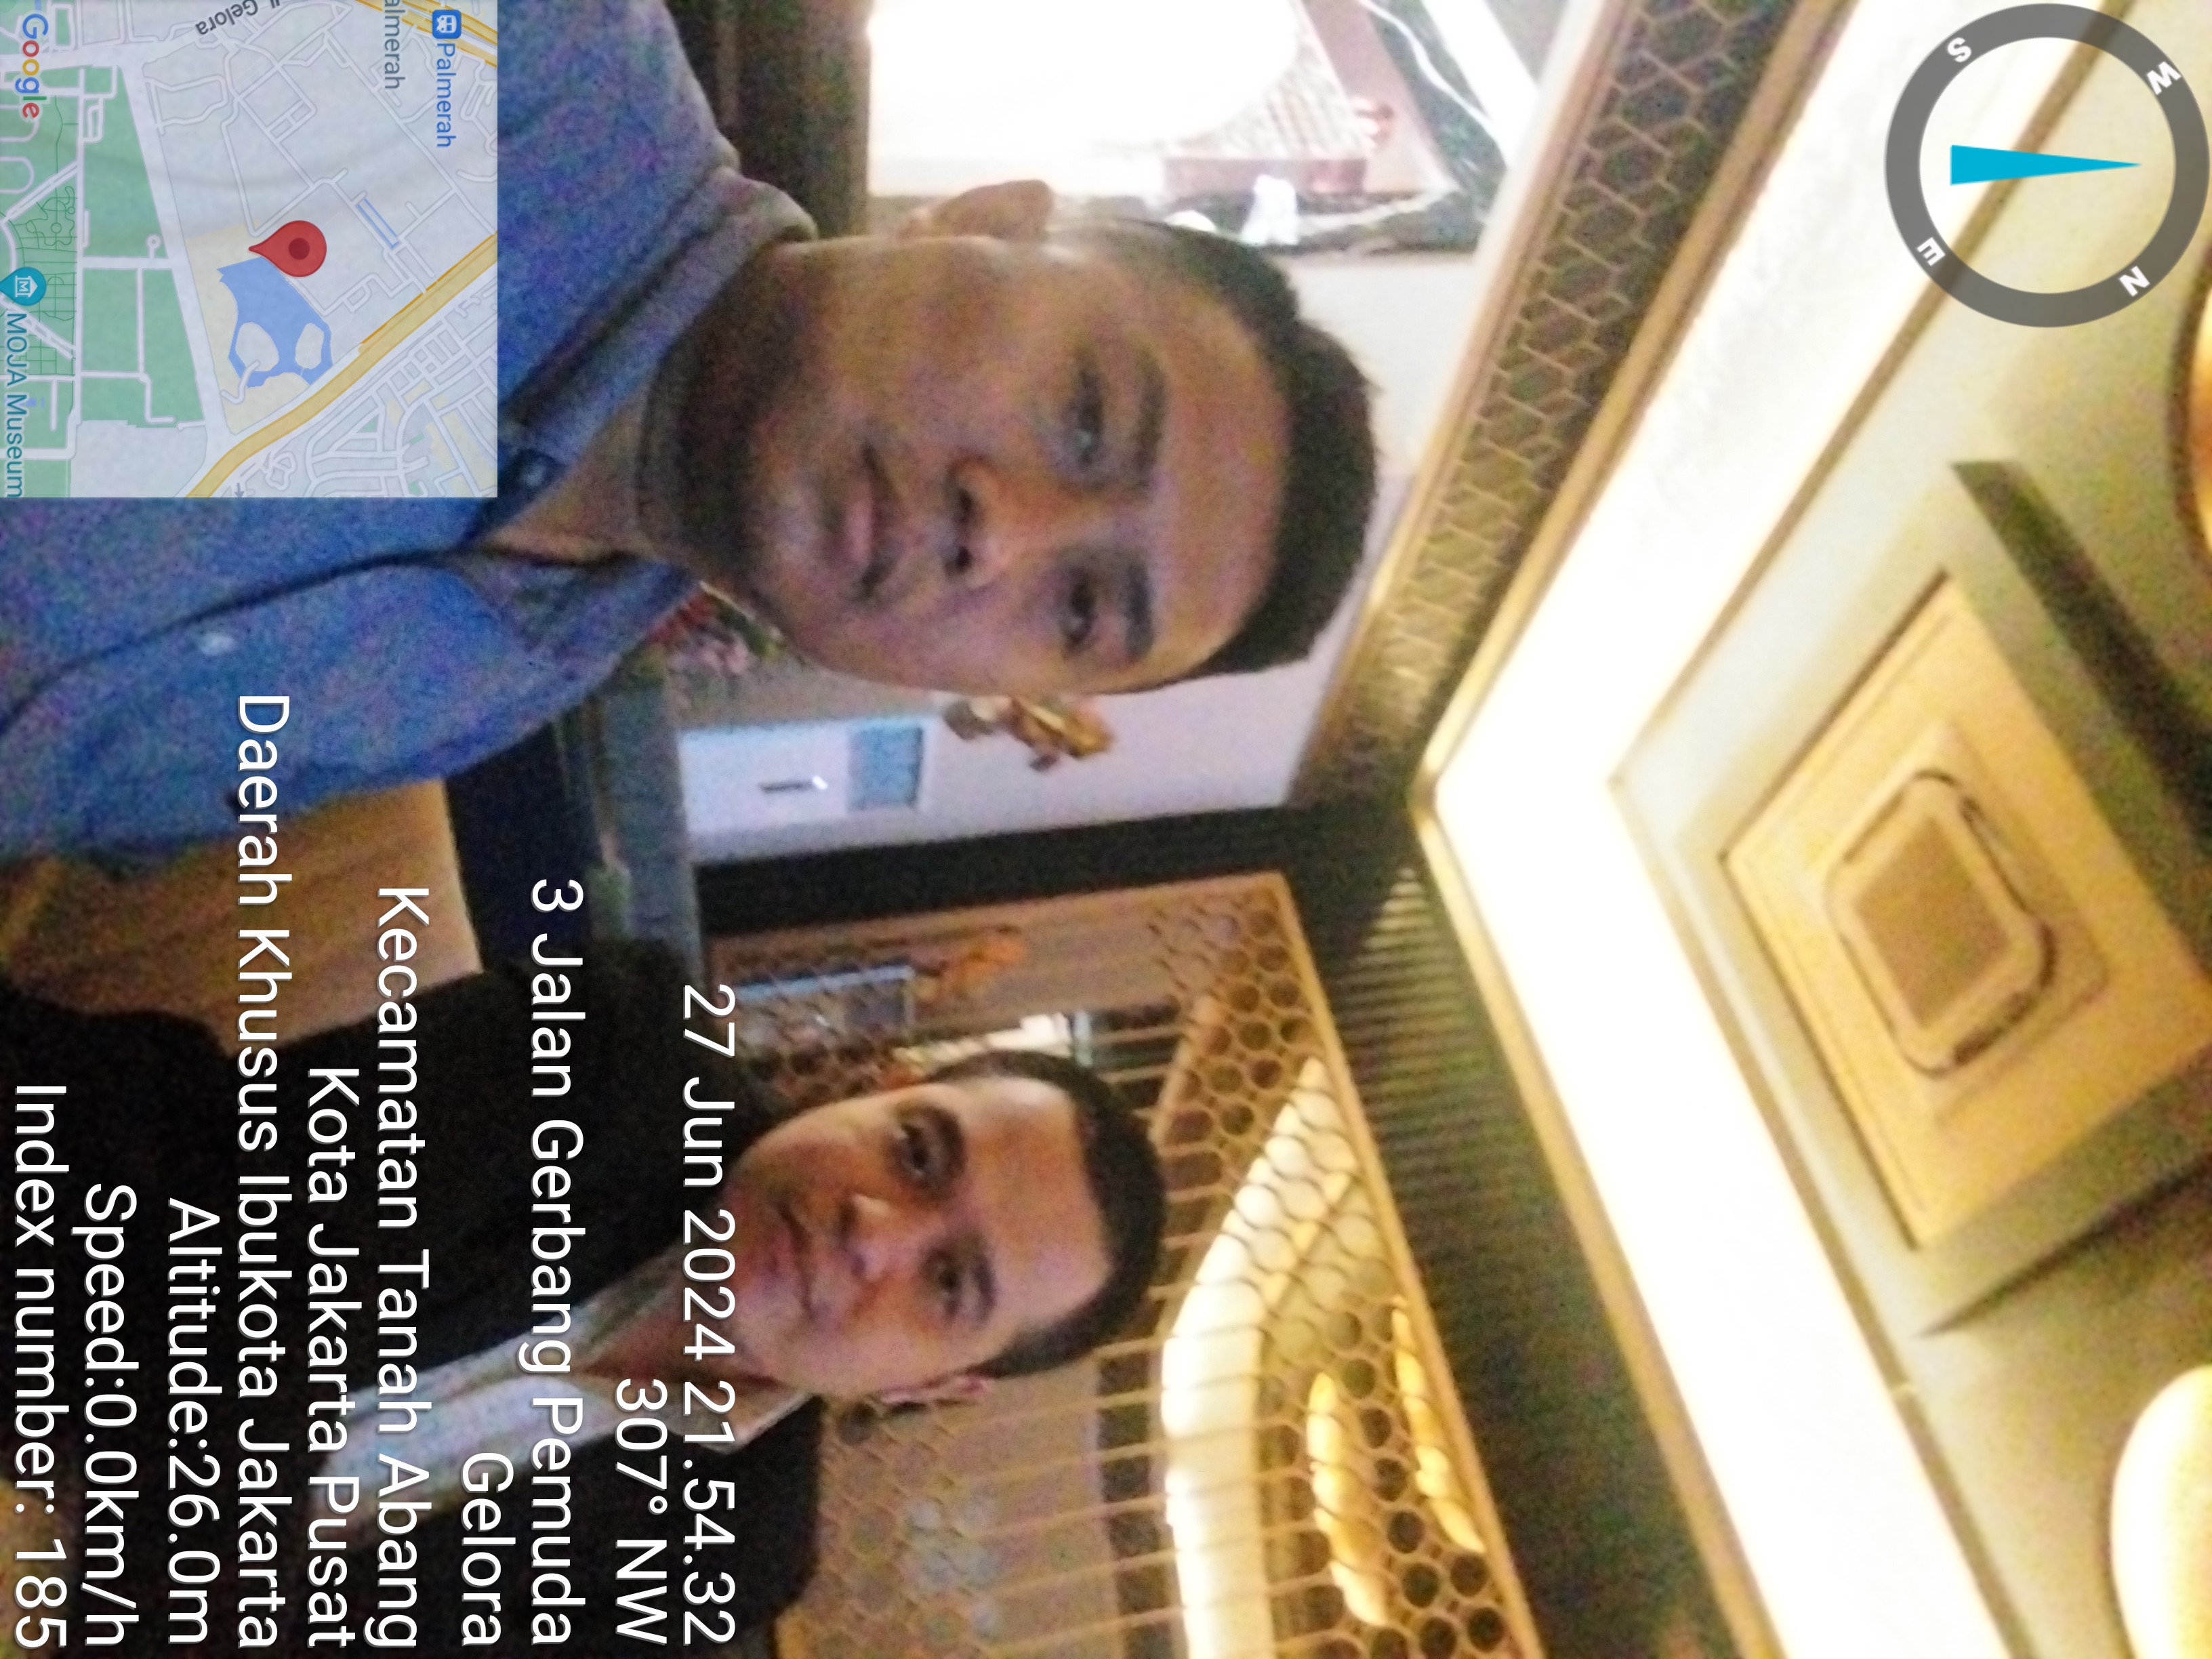 W
N
S
E
27 Jun 2024 21.54.32
307° NW
3 Jalan Gerbang Pemuda
Gelora
Kecamatan Tanah Abang
Kota Jakarta Pusat
Daerah Khusus Ibukota Jakarta
Altitude:26.0m
Speed:0.0km/h
Index number: 185
Palmerah
almerah
Gelora
Google
MOJA Museum